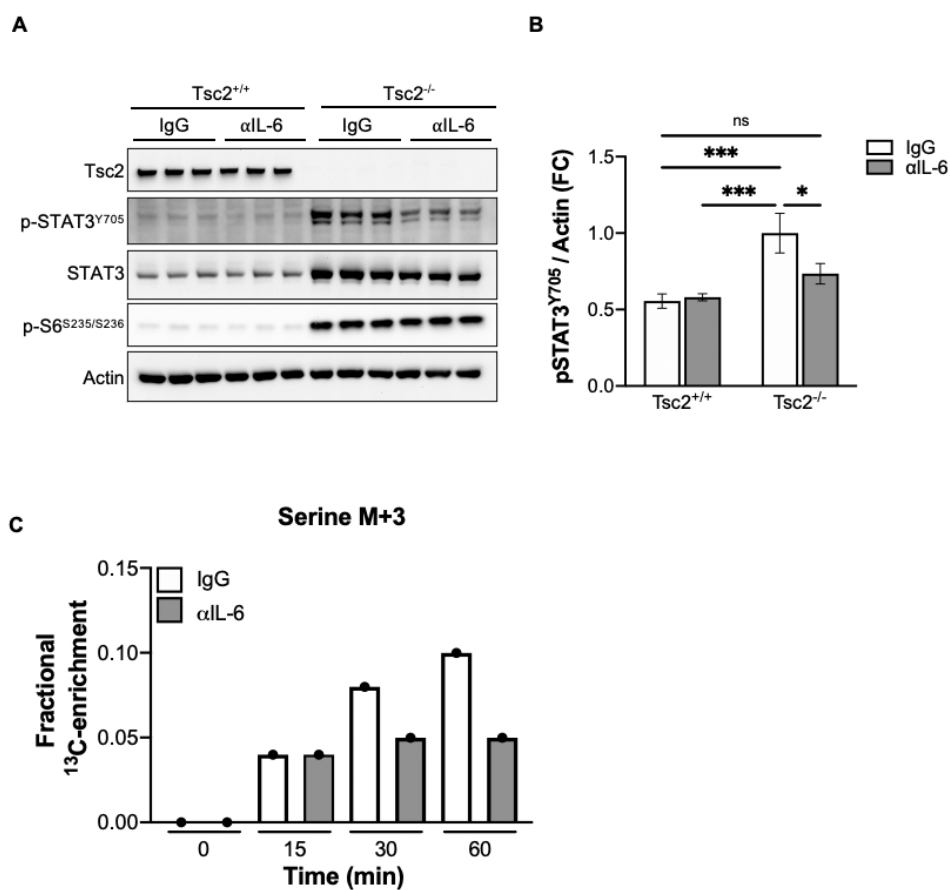 A
Tsc2+/+ Tsc2-/-
IgG αIL-6 IgG αIL-6
Tsc2
p-STAT3Y705
STAT3
p-S6S235/S236
Actin
B
ns
*** 
*** *
IgG
αIL-6
pSTAT3Y705 / Actin (FC)
1.5
1.0
0.5
0.0
Tsc2+/+ Tsc2-/-
C
Serine M+3
IgG
αIL-6
Fractional
13C-enrichment
0.15
0.10
0.05
0.00
0 15 30 60
Time (min)